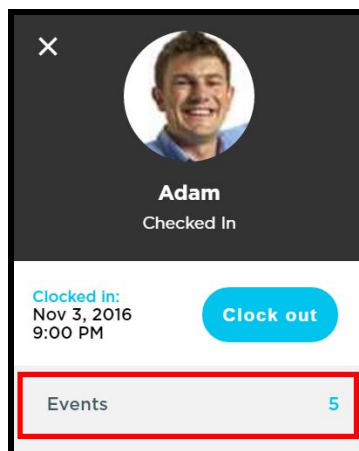 Adam
Checked In
Clocked in:
Nov 3, 2016
9:00 PM
Clock out
Events 5